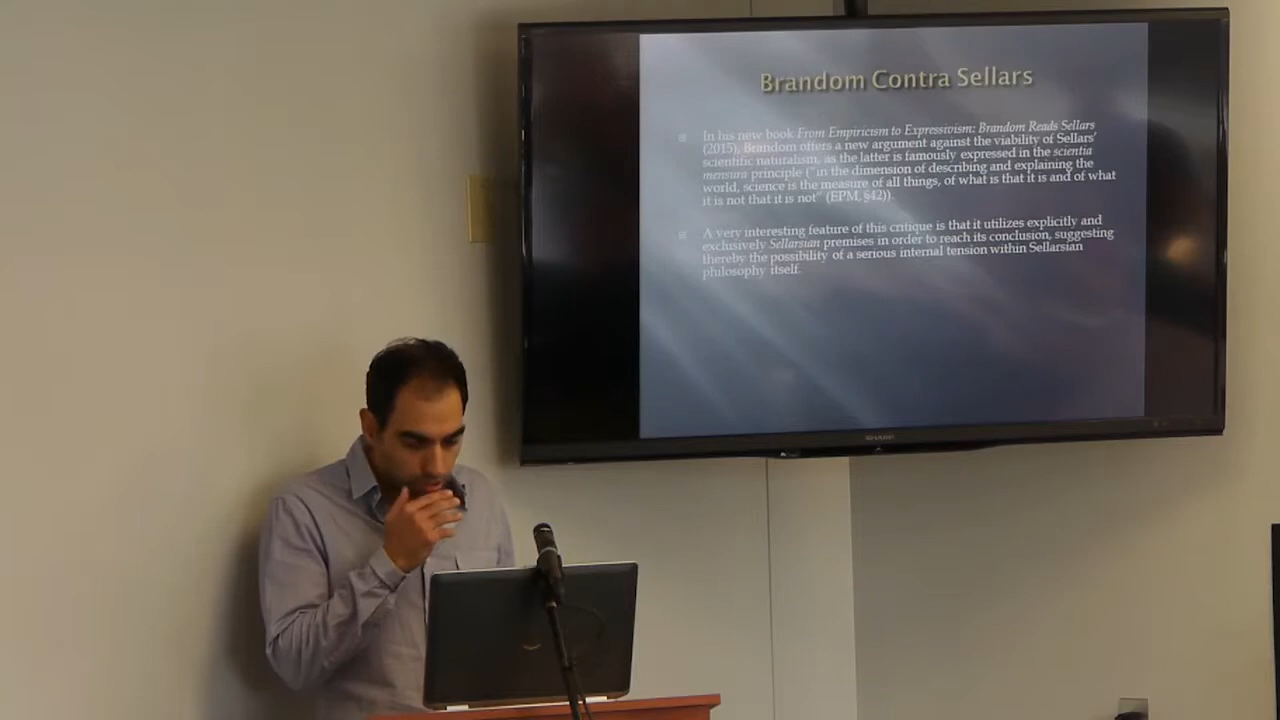 Brandom Contra Sellars
In his new book From Empiricism to Expressivism: Brandom Reads Sellars
(2015), Brandom offers a new argument against the viability of Sellars'
scientific naturalism, as the latter is famously expressed in the scientia
mensura principle ("in the dimension of describing and explaining the
world, science is the measure of all things, of what is that it is and of what
it is not that it is not" (EPM, §42)).
A very interesting feature of this critique is that it utilizes explicitly and
exclusively Sellarsian premises in order to reach its conclusion, suggesting
thereby the possibility of a serious internal tension within Sellarsian
philosophy itself.
SHARP